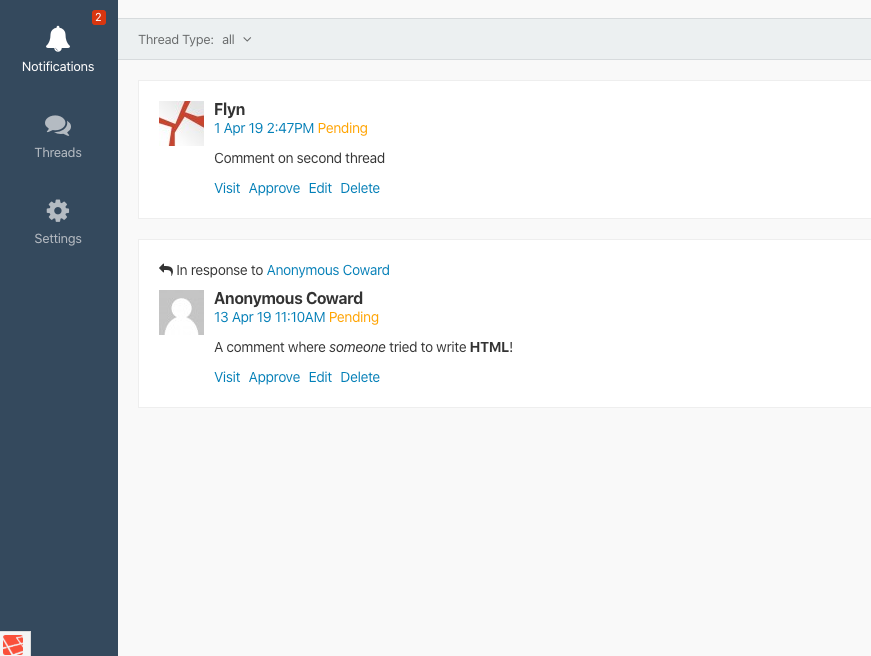 2
Notifications
Threads
Settings
Thread Type: all
Flyn
1 Apr 19 2:47PM Pending
Comment on second thread
Visit Approve Edit Delete
In response to Anonymous Coward
Anonymous Coward
13 Apr 19 11:10AM Pending
A comment where someone tried to write HTML!
Visit Approve Edit Delete